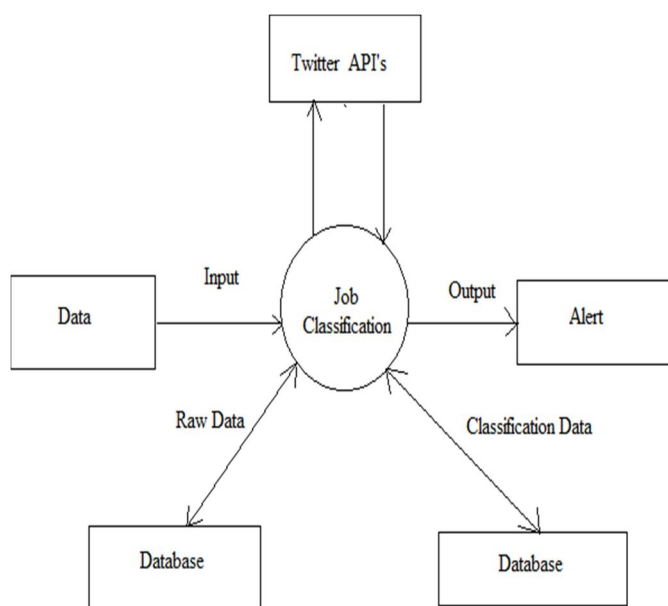 Twitter API's
Input
Output
Data
Job
Classification
Alert
Raw Data
Classification Data
Database
Database